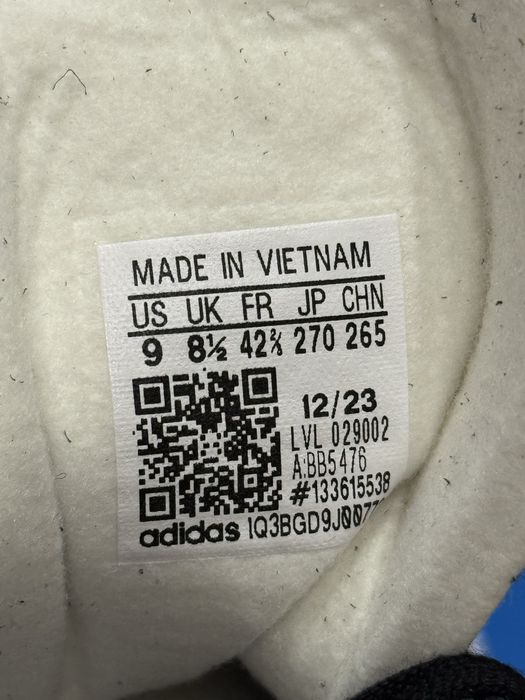 MADE IN VIETNAM
US UK FR JP CHN
9 8½ 42⅔ 270 265
12/23
LVL 029002
A:BB5476
#133615538
adidas